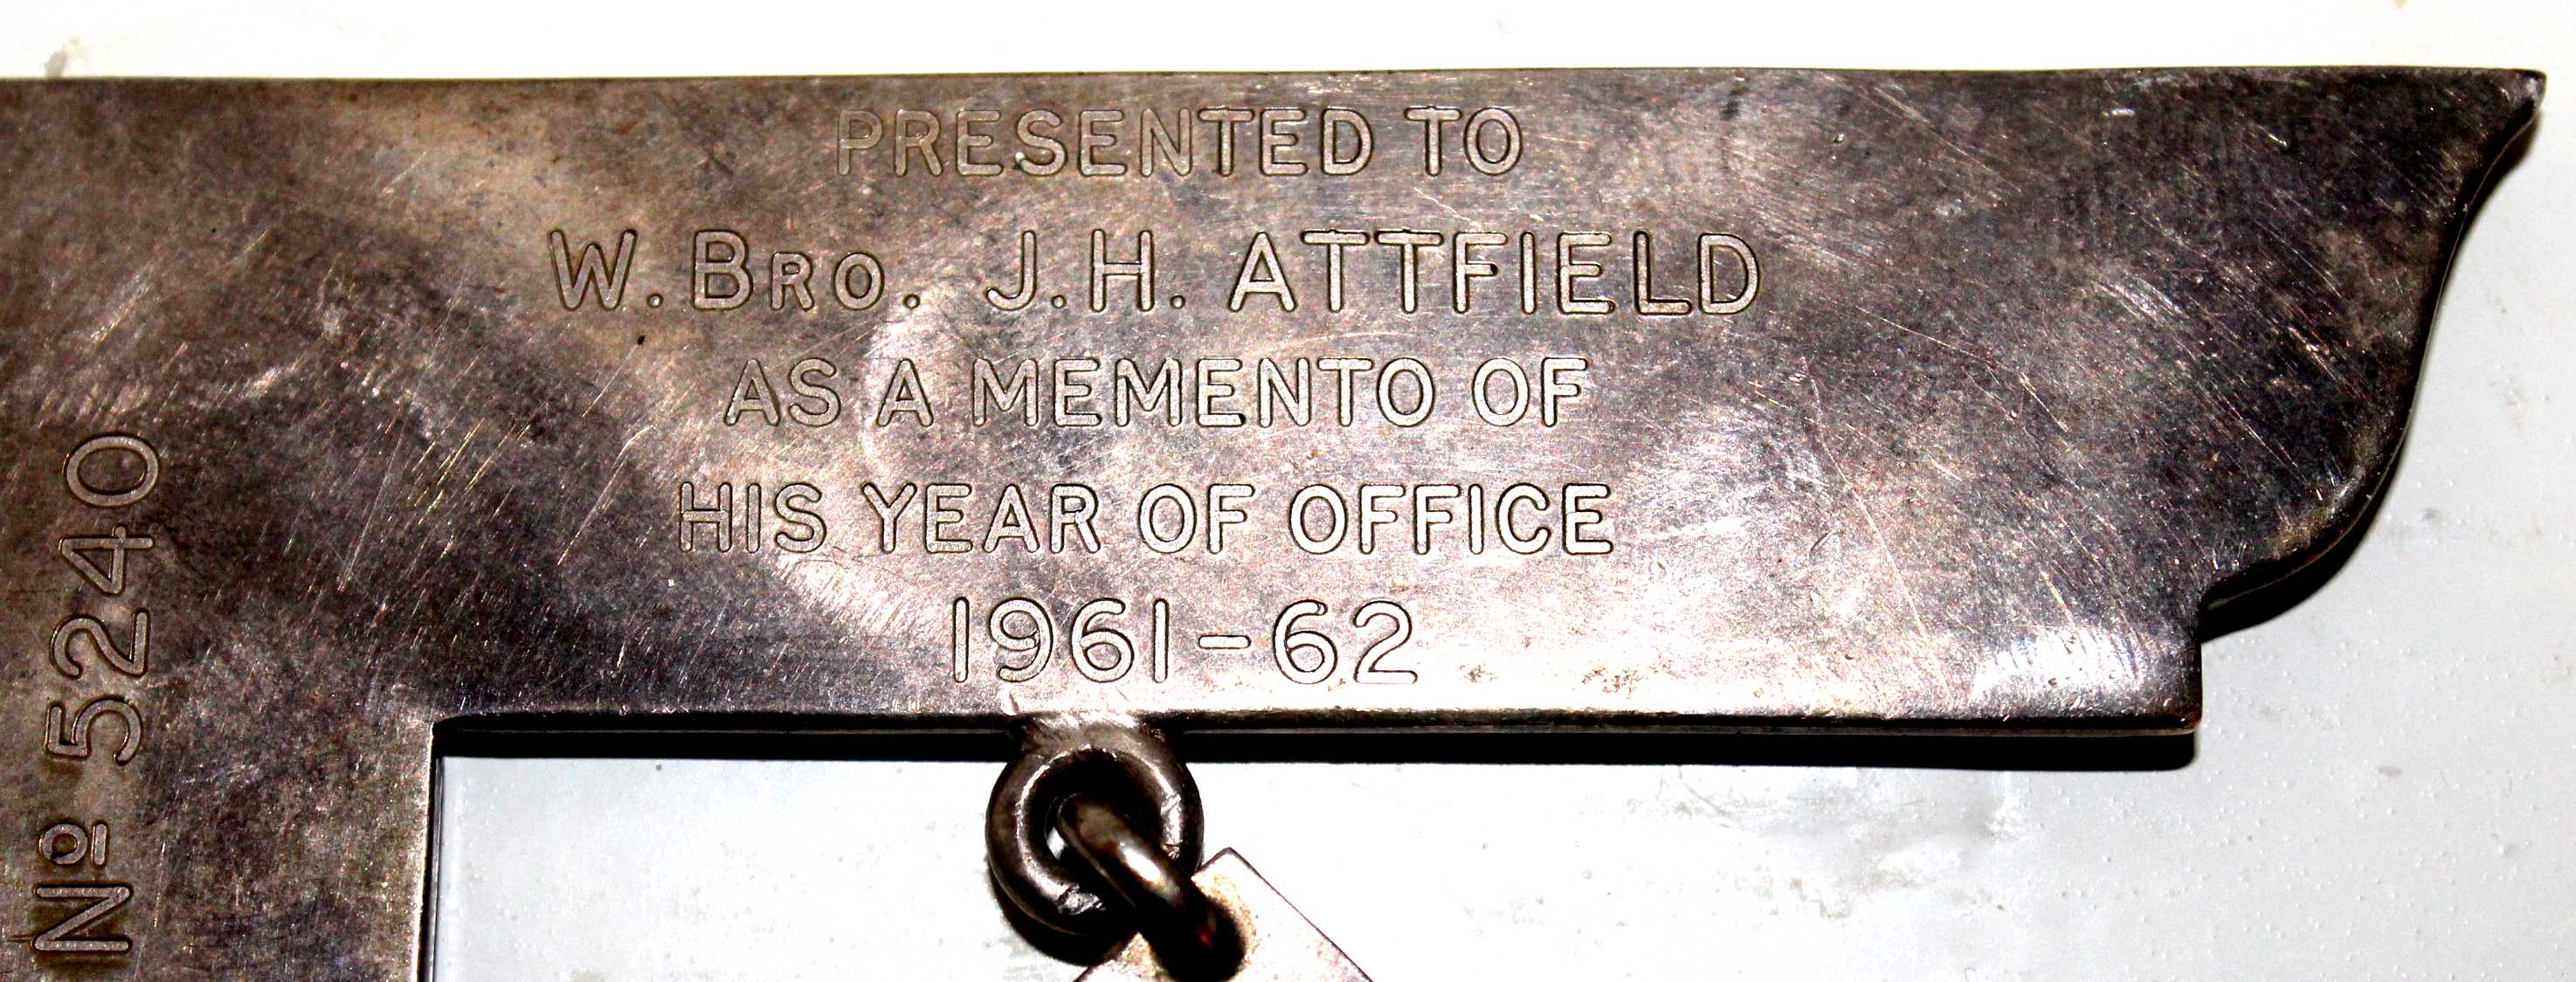 PRESENTED TO
W. BRO. J.H. ATTFIELD
AS A MEMENTO OF
HIS YEAR OF OFFICE
1961-62
Nº 5240